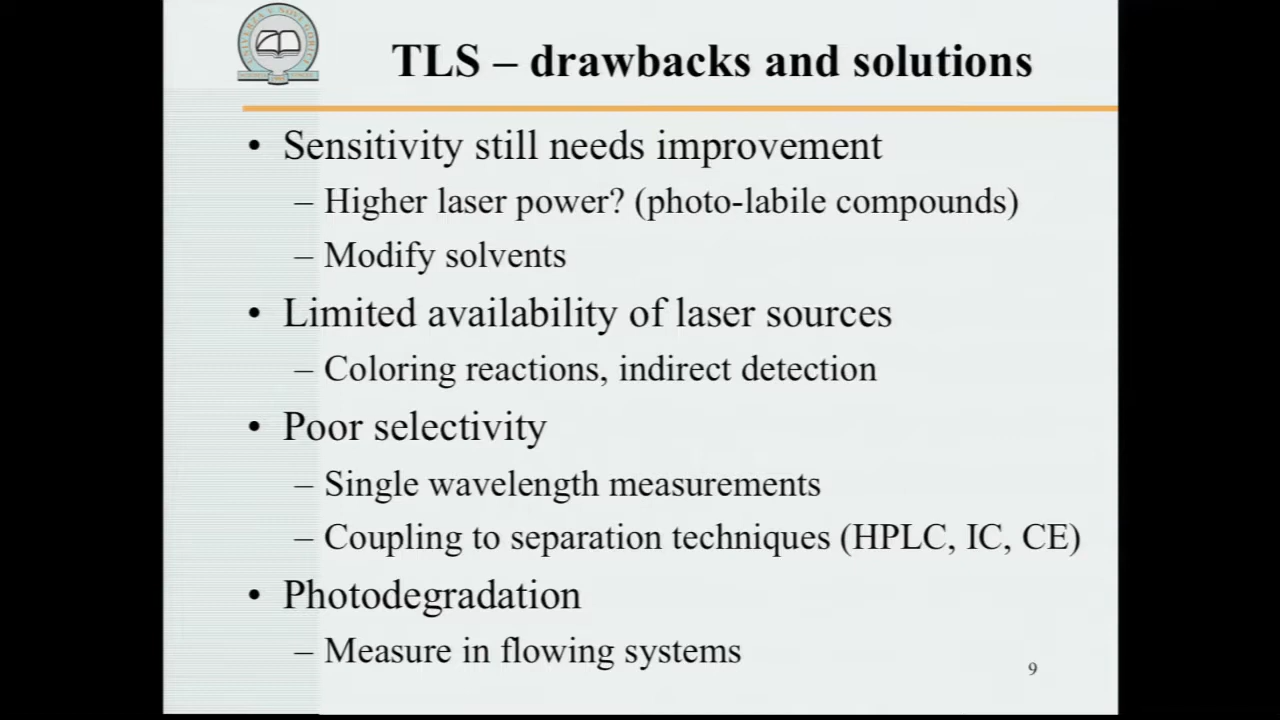 TLS – drawbacks and solutions
• Sensitivity still needs improvement
– Higher laser power? (photo-labile compounds)
– Modify solvents
• Limited availability of laser sources
– Coloring reactions, indirect detection
• Poor selectivity
– Single wavelength measurements
– Coupling to separation techniques (HPLC, IC, CE)
• Photodegradation
– Measure in flowing systems
9